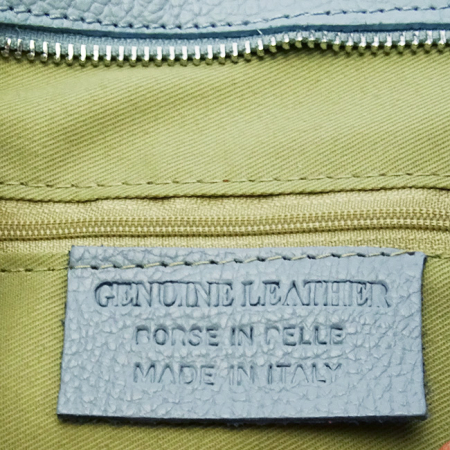 GENUINE LEATHER
BORSE IN PELLE
MADE IN ITALY